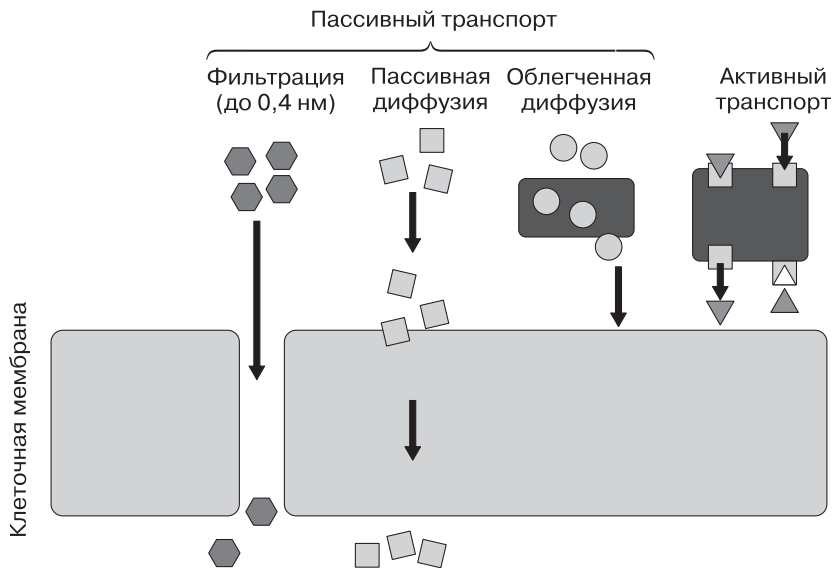 Пассивный транспорт
Фильтрация
(до 0,4 нм)
Пассивная
диффузия
Облегченная
диффузия
Активный
транспорт
Клеточная мембрана